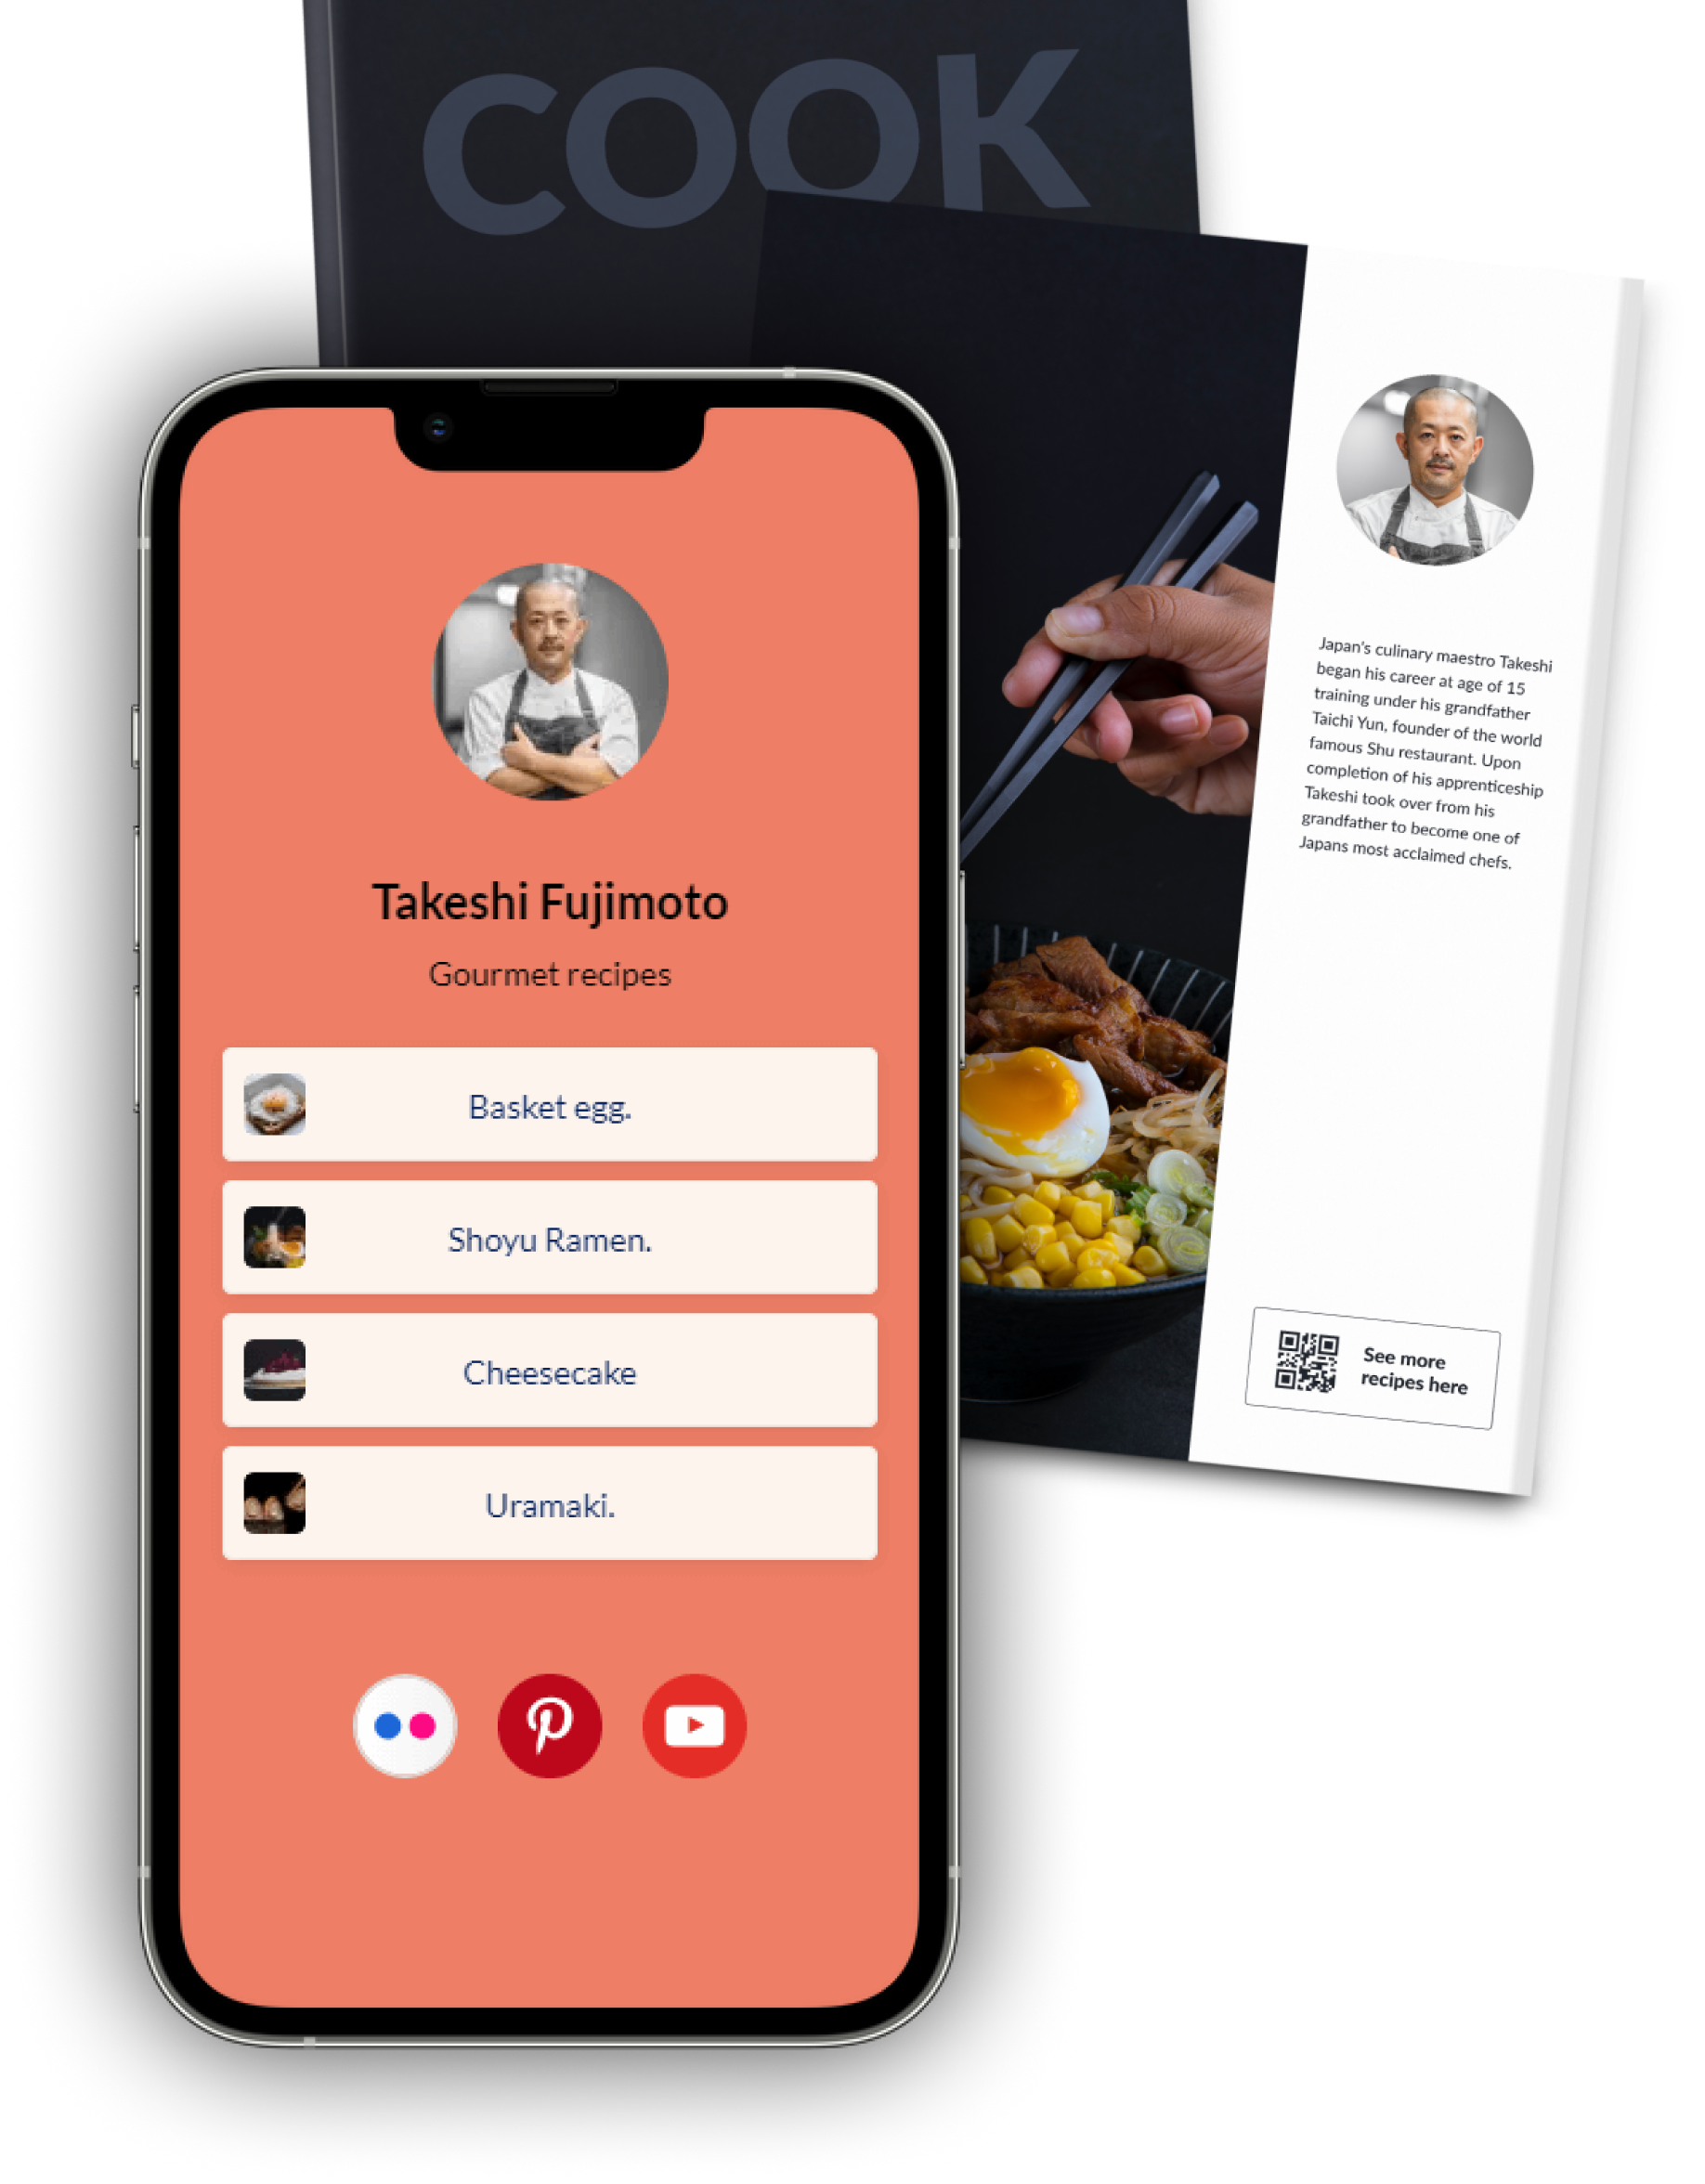 COOK
Takeshi Fujimoto
Gourmet recipes
Basket egg.
Shoyu Ramen.
Cheesecake
Uramaki.
Japan's culinary maestro Takeshi
began his career at age of 15
training under his grandfather
Taichi Yun, founder of the world
famous Shu restaurant. Upon
completion of his apprenticeship
Takeshi took over from his
grandfather to become one of
Japans most acclaimed chefs.
See more
recipes here